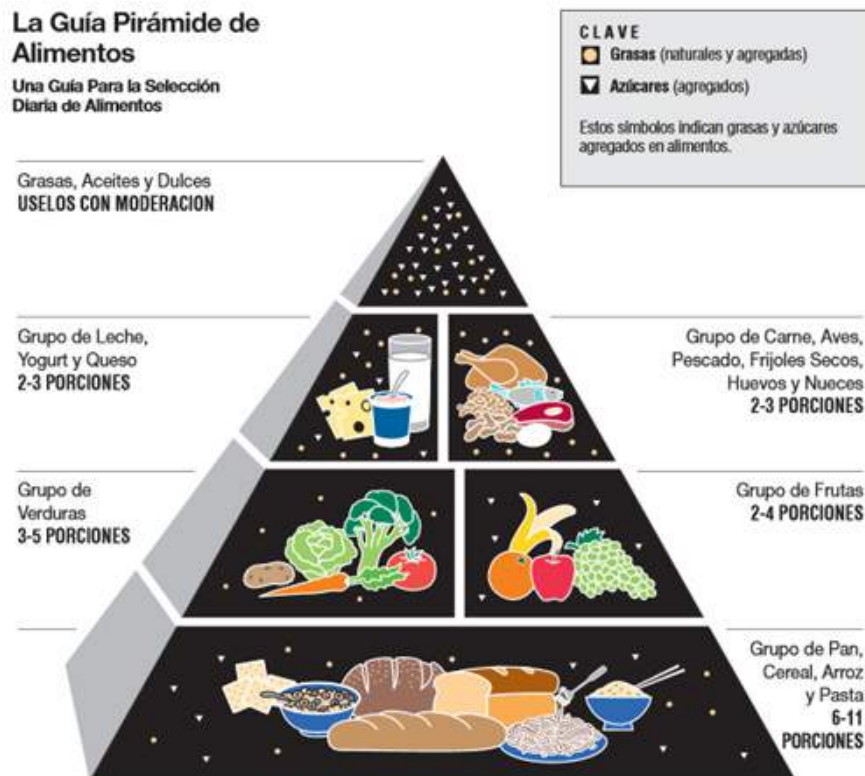 La Guía Pirámide de
Alimentos
Una Guía Para la Selección
Diaria de Alimentos
CLAVE
Grasas (naturales y agregadas)
Azúcares (agregados)
Estos símbolos indican grasas y azúcares
agregados en alimentos.
Grasas, Aceites y Dulces
USELOS CON MODERACION
Grupo de Leche,
Yogurt y Queso
2-3 PORCIONES
Grupo de Carne, Aves,
Pescado, Frijoles Secos,
Huevos y Nueces
2-3 PORCIONES
Grupo de
Verduras
3-5 PORCIONES
Grupo de Frutas
2-4 PORCIONES
Grupo de Pan,
Cereal, Arroz
y Pasta
6-11
PORCIONES